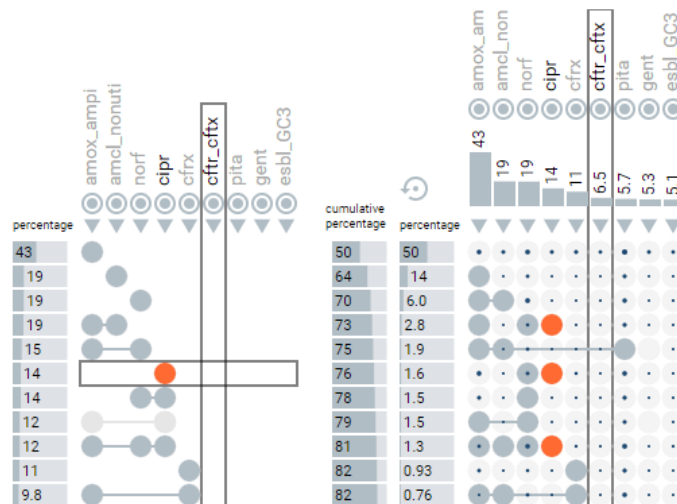 amox_ampi
amcl_nonuti
norf
cipr
cfrx
cftr_cftx
pita
gent
esbl_GC3
percentage
43
19
19
19
15
14
14
12
12
11
9.8
amox_am
amcl_non
norf
cipr
cfrx
cftr_cftx
pita
gent
esbl_GC3
43
19
19
14
11
6.5
5.7
5.3
5.1
cumulative percentage
percentage
50 50
64 14
70 6.0
73 2.8
75 1.9
76 1.6
78 1.5
79 1.5
81 1.3
82 0.93
82 0.76